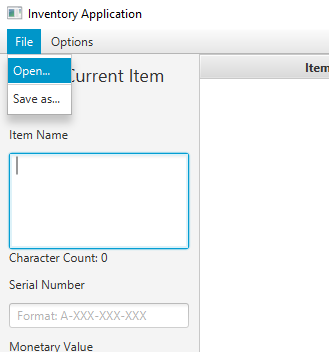 Inventory Application
File Options
Open...
Current Item
Item
Save as...
Item Name
Character Count: 0
Serial Number
Format: A-XXX-XXX-XXX
Monetary Value